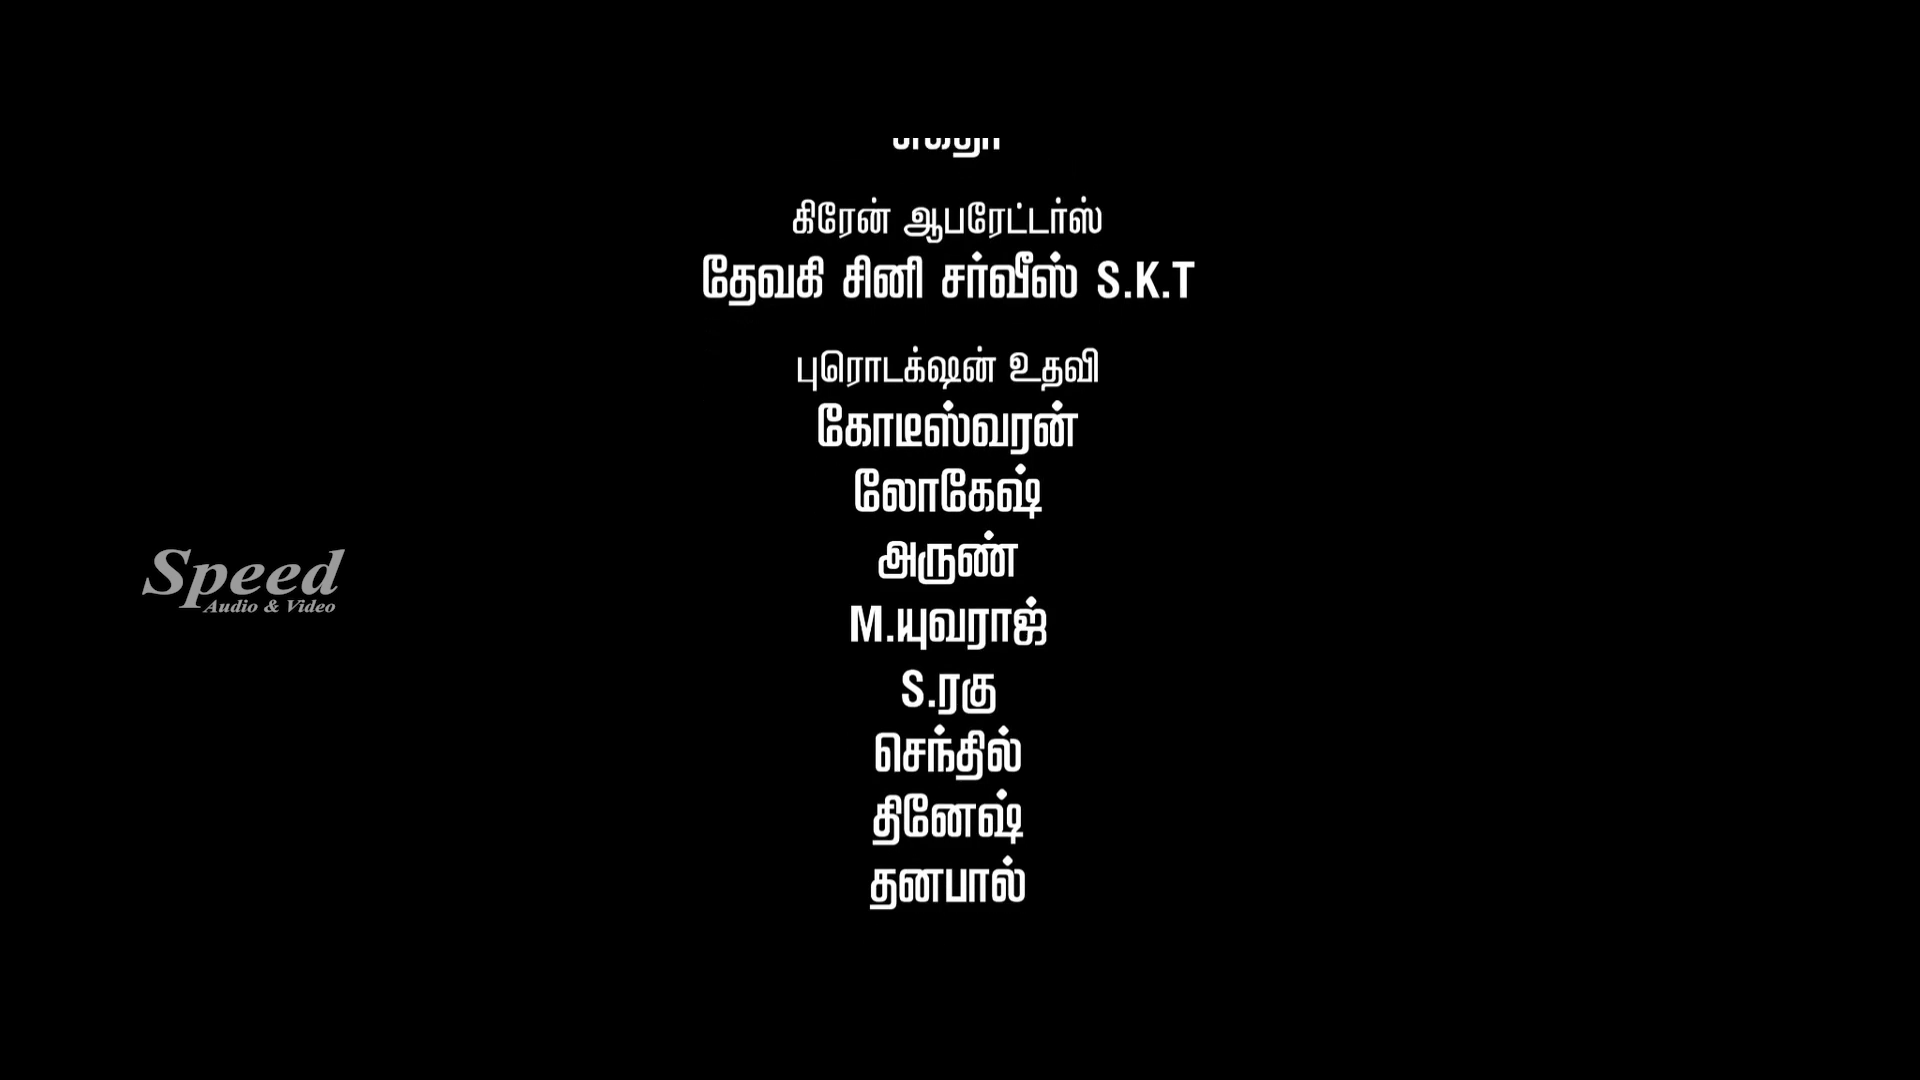 கிரேன் ஆபரேட்டர்ஸ்
தேவகி சினி சர்வீஸ் S.K.T
புரொடக்‌ஷன் உதவி
கோடீஸ்வரன்
லோகேஷ்
அருண்
M.யுவராஜ்
S.ரகு
செந்தில்
தினேஷ்
தனபால்
Speed
Audio & Video